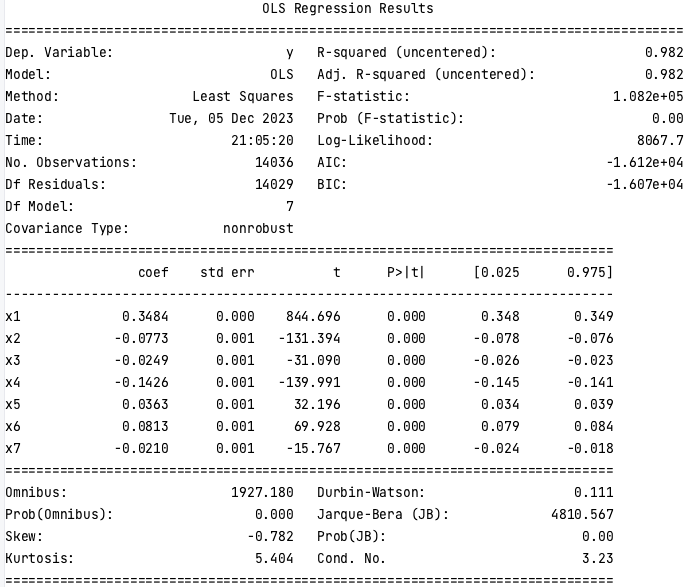 OLS Regression Results
==============================================================================
Dep. Variable: y R-squared (uncentered): 0.982
Model: OLS Adj. R-squared (uncentered): 0.982
Method: Least Squares F-statistic: 1.082e+05
Date: Tue, 05 Dec 2023 Prob (F-statistic): 0.00
Time: 21:05:20 Log-Likelihood: 8067.7
No. Observations: 14036 AIC: -1.612e+04
Df Residuals: 14029 BIC: -1.607e+04
Df Model: 7
Covariance Type: nonrobust
==============================================================================
coef std err t P>|t| [0.025 0.975]
------------------------------------------------------------------------------
x1 0.3484 0.000 844.696 0.000 0.348 0.349
x2 -0.0773 0.001 -131.394 0.000 -0.078 -0.076
x3 -0.0249 0.001 -31.090 0.000 -0.026 -0.023
x4 -0.1426 0.001 -139.991 0.000 -0.145 -0.141
x5 0.0363 0.001 32.196 0.000 0.034 0.039
x6 0.0813 0.001 69.928 0.000 0.079 0.084
x7 -0.0210 0.001 -15.767 0.000 -0.024 -0.018
==============================================================================
Omnibus: 1927.180 Durbin-Watson: 0.111
Prob(Omnibus): 0.000 Jarque-Bera (JB): 4810.567
Skew: -0.782 Prob(JB): 0.00
Kurtosis: 5.404 Cond. No. 3.23
==============================================================================